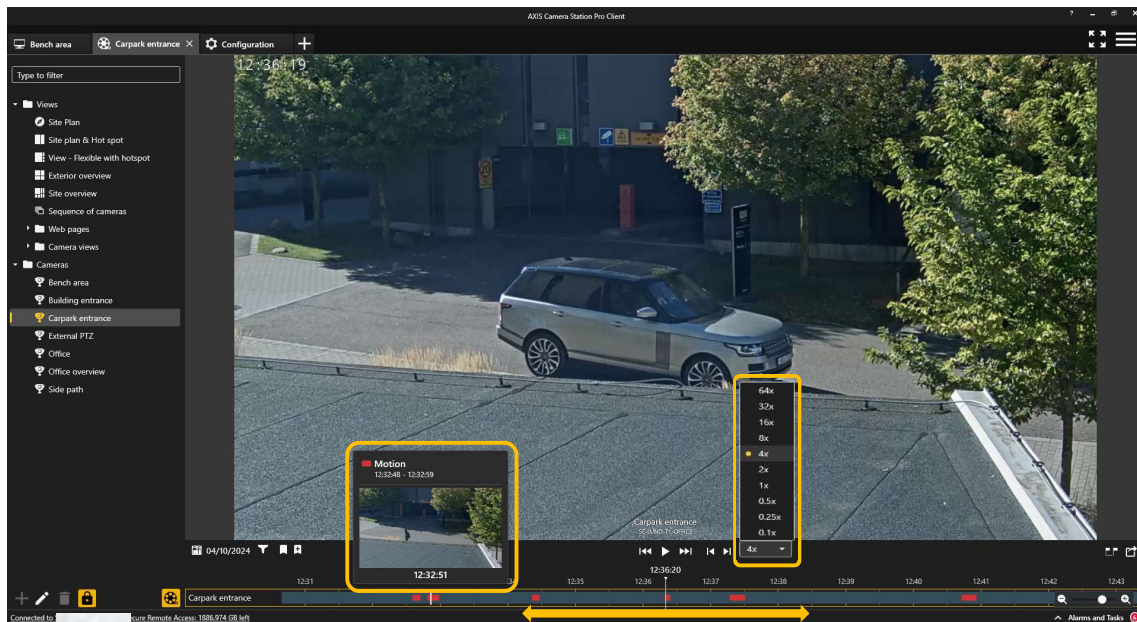 AXIS Camera Station Pro Client
Bench area
Carpark entrance
Configuration
Type to filter
12:36:19
Views
Site Plan
Site plan & Hot spot
View - Flexible with hotspot
Exterior overview
Site overview
Sequence of cameras
Web pages
Camera views
Cameras
Bench area
Building entrance
Carpark entrance
External PTZ
Office
Office overview
Side path
64x
32x
16x
8x
4x
2x
1x
0.5x
0.25x
0.1x
Motion
12:32:48 - 12:32:59
12:32:51
Carpark entrance
SE LUND TY OFFICE
04/10/2024
4x
12:36:20
12:31 12:35 12:36 12:37 12:38 12:39 12:40 12:41 12:42 12:43
Carpark entrance
Connected to ecure Remote Access: 1886.974 GB left
Alarms and Tasks